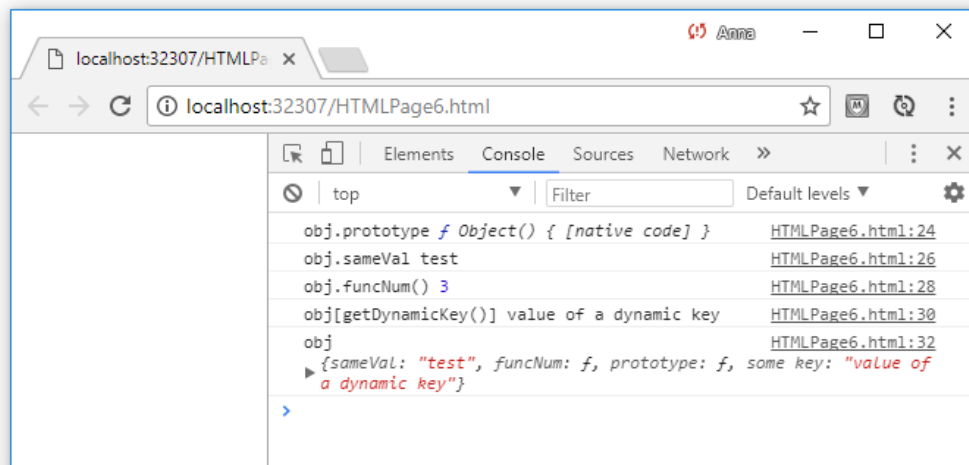 Anna
localhost:32307/HTMLPa
localhost:32307/HTMLPage6.html
Elements Console Sources Network »
top Filter Default levels
obj.prototype ƒ Object() { [native code] } HTMLPage6.html:24
obj.sameVal test HTMLPage6.html:26
obj.funcNum() 3 HTMLPage6.html:28
obj[getDynamicKey()] value of a dynamic key HTMLPage6.html:30
obj HTMLPage6.html:32
{sameVal: "test", funcNum: ƒ, prototype: ƒ, some key: "value of
a dynamic key"}